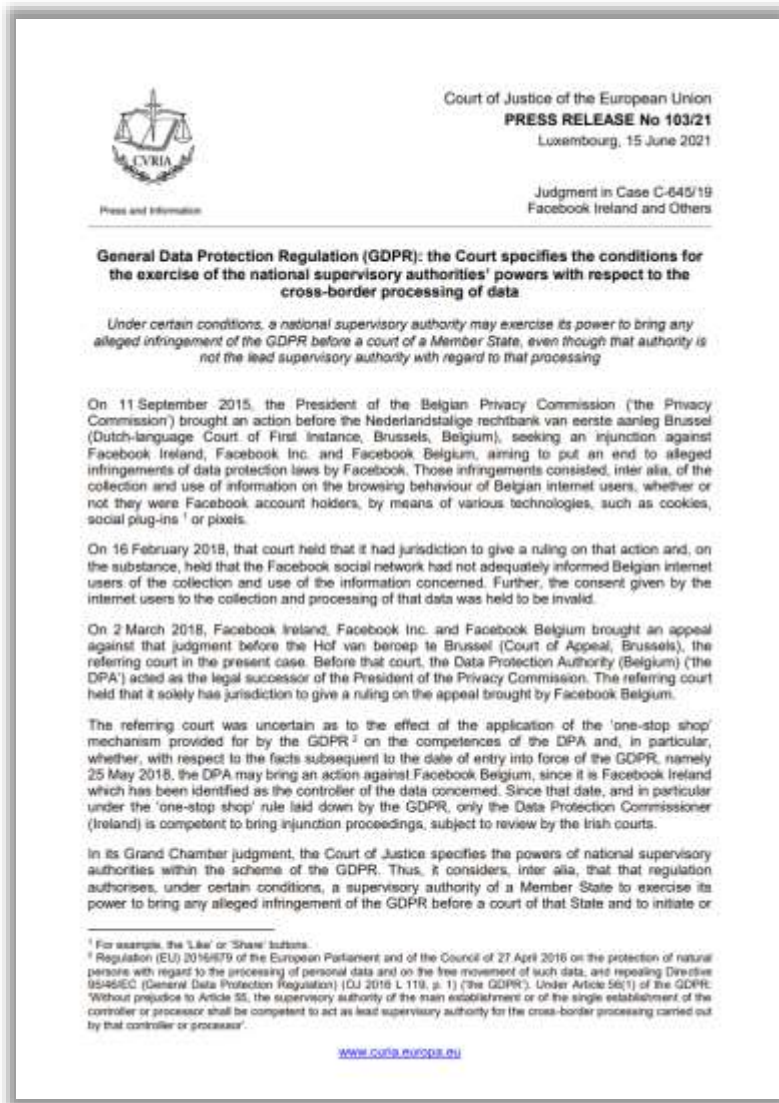 CVRIA
Press and Information
Court of Justice of the European Union
PRESS RELEASE No 103/21
Luxembourg, 15 June 2021
Judgment in Case C-645/19
Facebook Ireland and Others
General Data Protection Regulation (GDPR): the Court specifies the conditions for
the exercise of the national supervisory authorities' powers with respect to the
cross-border processing of data
Under certain conditions, a national supervisory authority may exercise its power to bring any
alleged infringement of the GDPR before a court of a Member State, even though that authority is
not the lead supervisory authority with regard to that processing
On 11 September 2015, the President of the Belgian Privacy Commission ('the Privacy
Commission') brought an action before the Nederlandstalige rechtbank van eerste aanleg Brussel
(Dutch-language Court of First Instance, Brussels, Belgium), seeking an injunction against
Facebook Ireland, Facebook Inc. and Facebook Belgium, aiming to put an end to alleged
infringements of data protection laws by Facebook. Those infringements consisted, inter alia, of the
collection and use of information on the browsing behaviour of Belgian internet users, whether or
not they were Facebook account holders, by means of various technologies, such as cookies,
social plug-ins 1 or pixels.
On 16 February 2018, that court held that it had jurisdiction to give a ruling on that action and, on
the substance, held that the Facebook social network had not adequately informed Belgian internet
users of the collection and use of the information concerned. Further, the consent given by the
internet users to the collection and processing of that data was held to be invalid.
On 2 March 2018, Facebook Ireland, Facebook Inc. and Facebook Belgium brought an appeal
against that judgment before the Hof van beroep te Brussel (Court of Appeal, Brussels), the
referring court in the present case. Before that court, the Data Protection Authority (Belgium) ('the
DPA') acted as the legal successor of the President of the Privacy Commission. The referring court
held that it solely has jurisdiction to give a ruling on the appeal brought by Facebook Belgium.
The referring court was uncertain as to the effect of the application of the 'one-stop shop'
mechanism provided for by the GDPR 2 on the competences of the DPA and, in particular,
whether, with respect to the facts subsequent to the date of entry into force of the GDPR, namely
25 May 2018, the DPA may bring an action against Facebook Belgium, since it is Facebook Ireland
which has been identified as the controller of the data concerned. Since that date, and in particular
under the 'one-stop shop' rule laid down by the GDPR, only the Data Protection Commissioner
(Ireland) is competent to bring injunction proceedings, subject to review by the Irish courts.
In its Grand Chamber judgment, the Court of Justice specifies the powers of national supervisory
authorities within the scheme of the GDPR. Thus, it considers, inter alia, that that regulation
authorises, under certain conditions, a supervisory authority of a Member State to exercise its
power to bring any alleged infringement of the GDPR before a court of that State and to initiate or
1 For example, the 'Like' or 'Share' buttons.
2 Regulation (EU) 2016/679 of the European Parliament and of the Council of 27 April 2016 on the protection of natural
persons with regard to the processing of personal data and on the free movement of such data, and repealing Directive
95/46/EC (General Data Protection Regulation) (OJ 2016 L 119, p. 1) ('the GDPR'). Under Article 56(1) of the GDPR:
'Without prejudice to Article 55, the supervisory authority of the main establishment or of the single establishment of the
controller or processor shall be competent to act as lead supervisory authority for the cross-border processing carried out
by that controller or processor'.
www.curia.europa.eu